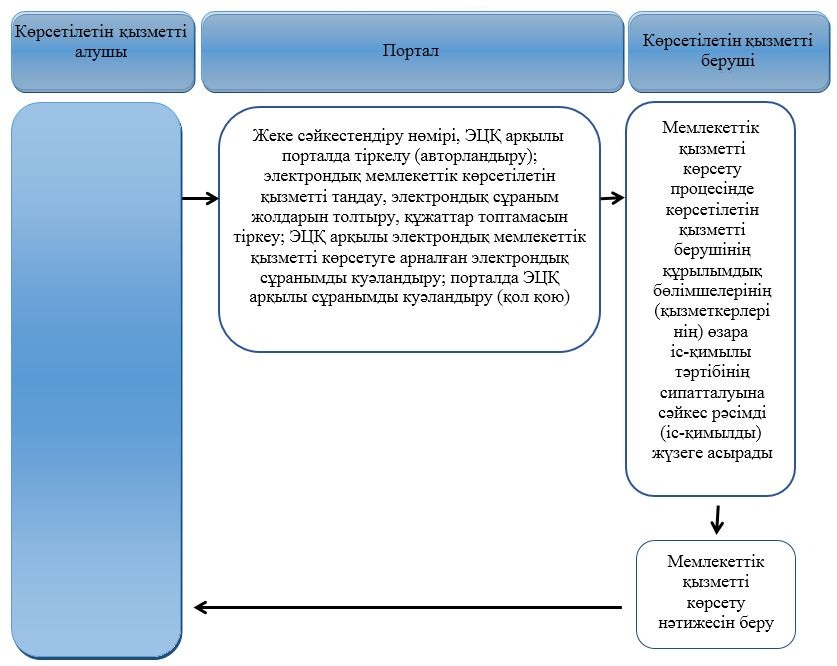 Көрсетілетін қызметті
алушы
Портал
Көрсетілетін қызметті
беруші
Жеке сәйкестендіру нөмірі, ЭЦҚ арқылы
порталда тіркелу (авторландыру);
электрондық мемлекеттік көрсетілетін
қызметті таңдау, электрондық сұраным
жолдарын толтыру, құжаттар топтамасын
тіркеу; ЭЦҚ арқылы электрондық мемлекеттік
қызметті көрсетуге арналған электрондық
сұранымды куәландыру; порталда ЭЦҚ
арқылы сұранымды куәландыру (қол қою)
Мемлекеттік
қызметті
көрсету
процесінде
көрсетілетін
қызметті
берушінің
құрылымдық
бөлімшелерінің
(қызметкерлері
нің) өзара
іс-қимылы
тәртібінің
сипатталуына
сәйкес рәсімді
(іс-қимылды)
жүзеге асырады
Мемлекеттік
қызметті
көрсету
нәтижесін беру